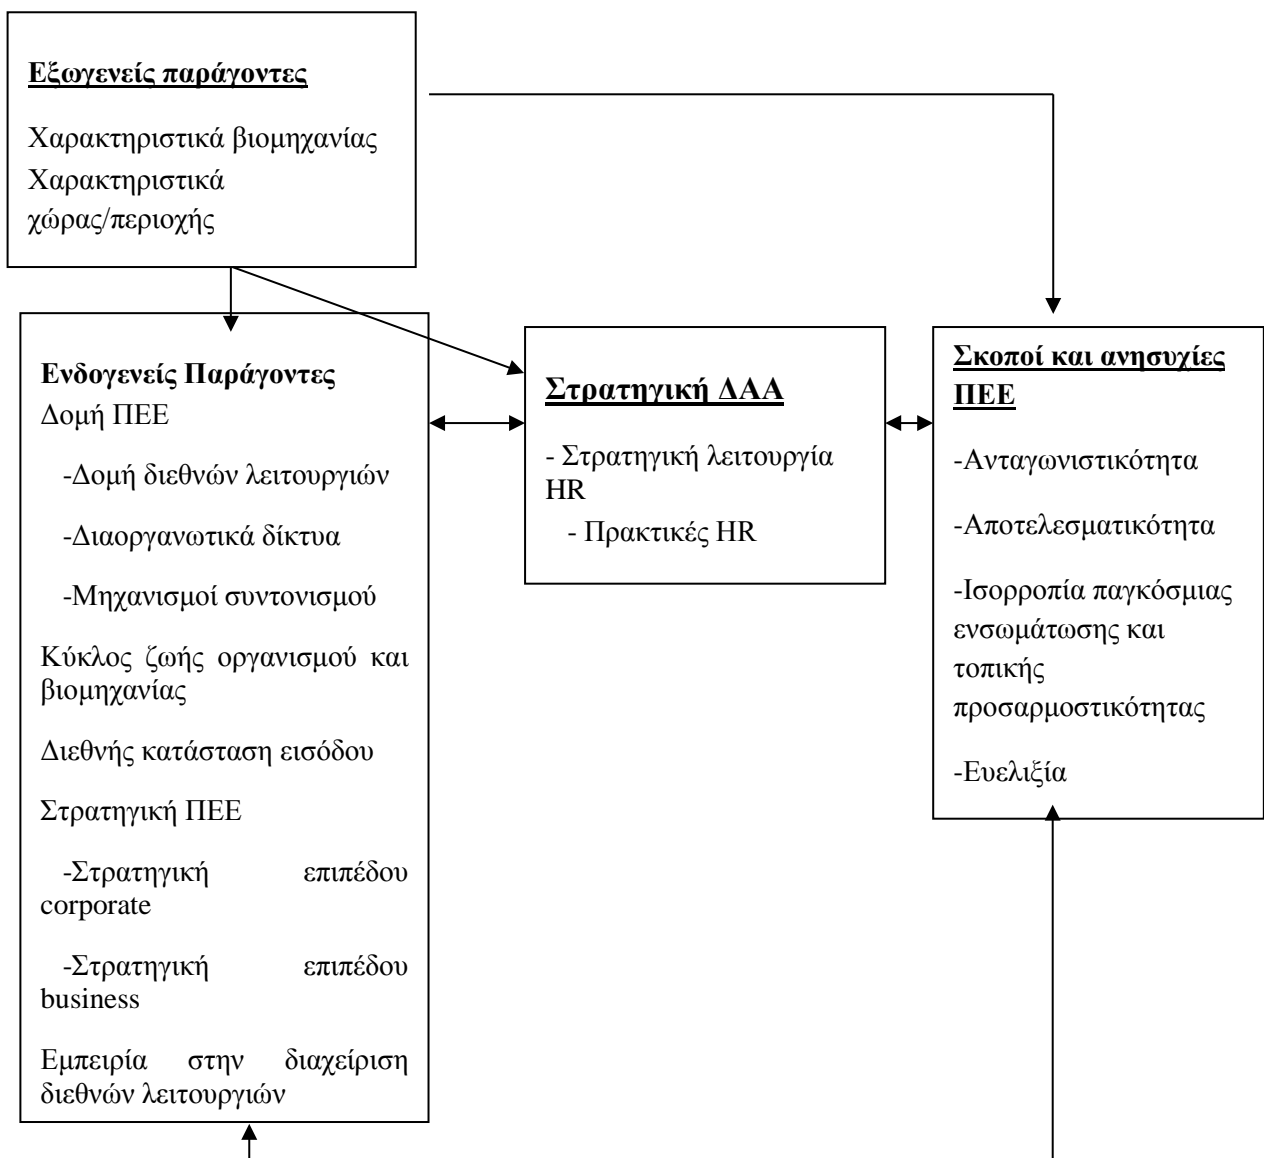 Εξωγενείς παράγοντες
Χαρακτηριστικά βιομηχανίας
Χαρακτηριστικά
χώρας/περιοχής
Ενδογενείς Παράγοντες
Δομή ΠΕΕ
-Δομή διεθνών λειτουργιών
-Διαοργανωτικά δίκτυα
-Μηχανισμοί συντονισμού
Κύκλος ζωής οργανισμού και
βιομηχανίας
Διεθνής κατάσταση εισόδου
Στρατηγική ΠΕΕ
-Στρατηγική επιπέδου
corporate
-Στρατηγική επιπέδου
business
Εμπειρία στην διαχείριση
διεθνών λειτουργιών
Στρατηγική ΔΑΑ
- Στρατηγική λειτουργία
HR
- Πρακτικές HR
Σκοποί και ανησυχίες
ΠΕΕ
-Ανταγωνιστικότητα
-Αποτελεσματικότητα
-Ισορροπία παγκόσμιας
ενσωμάτωσης και
τοπικής
προσαρμοστικότητας
-Ευελιξία